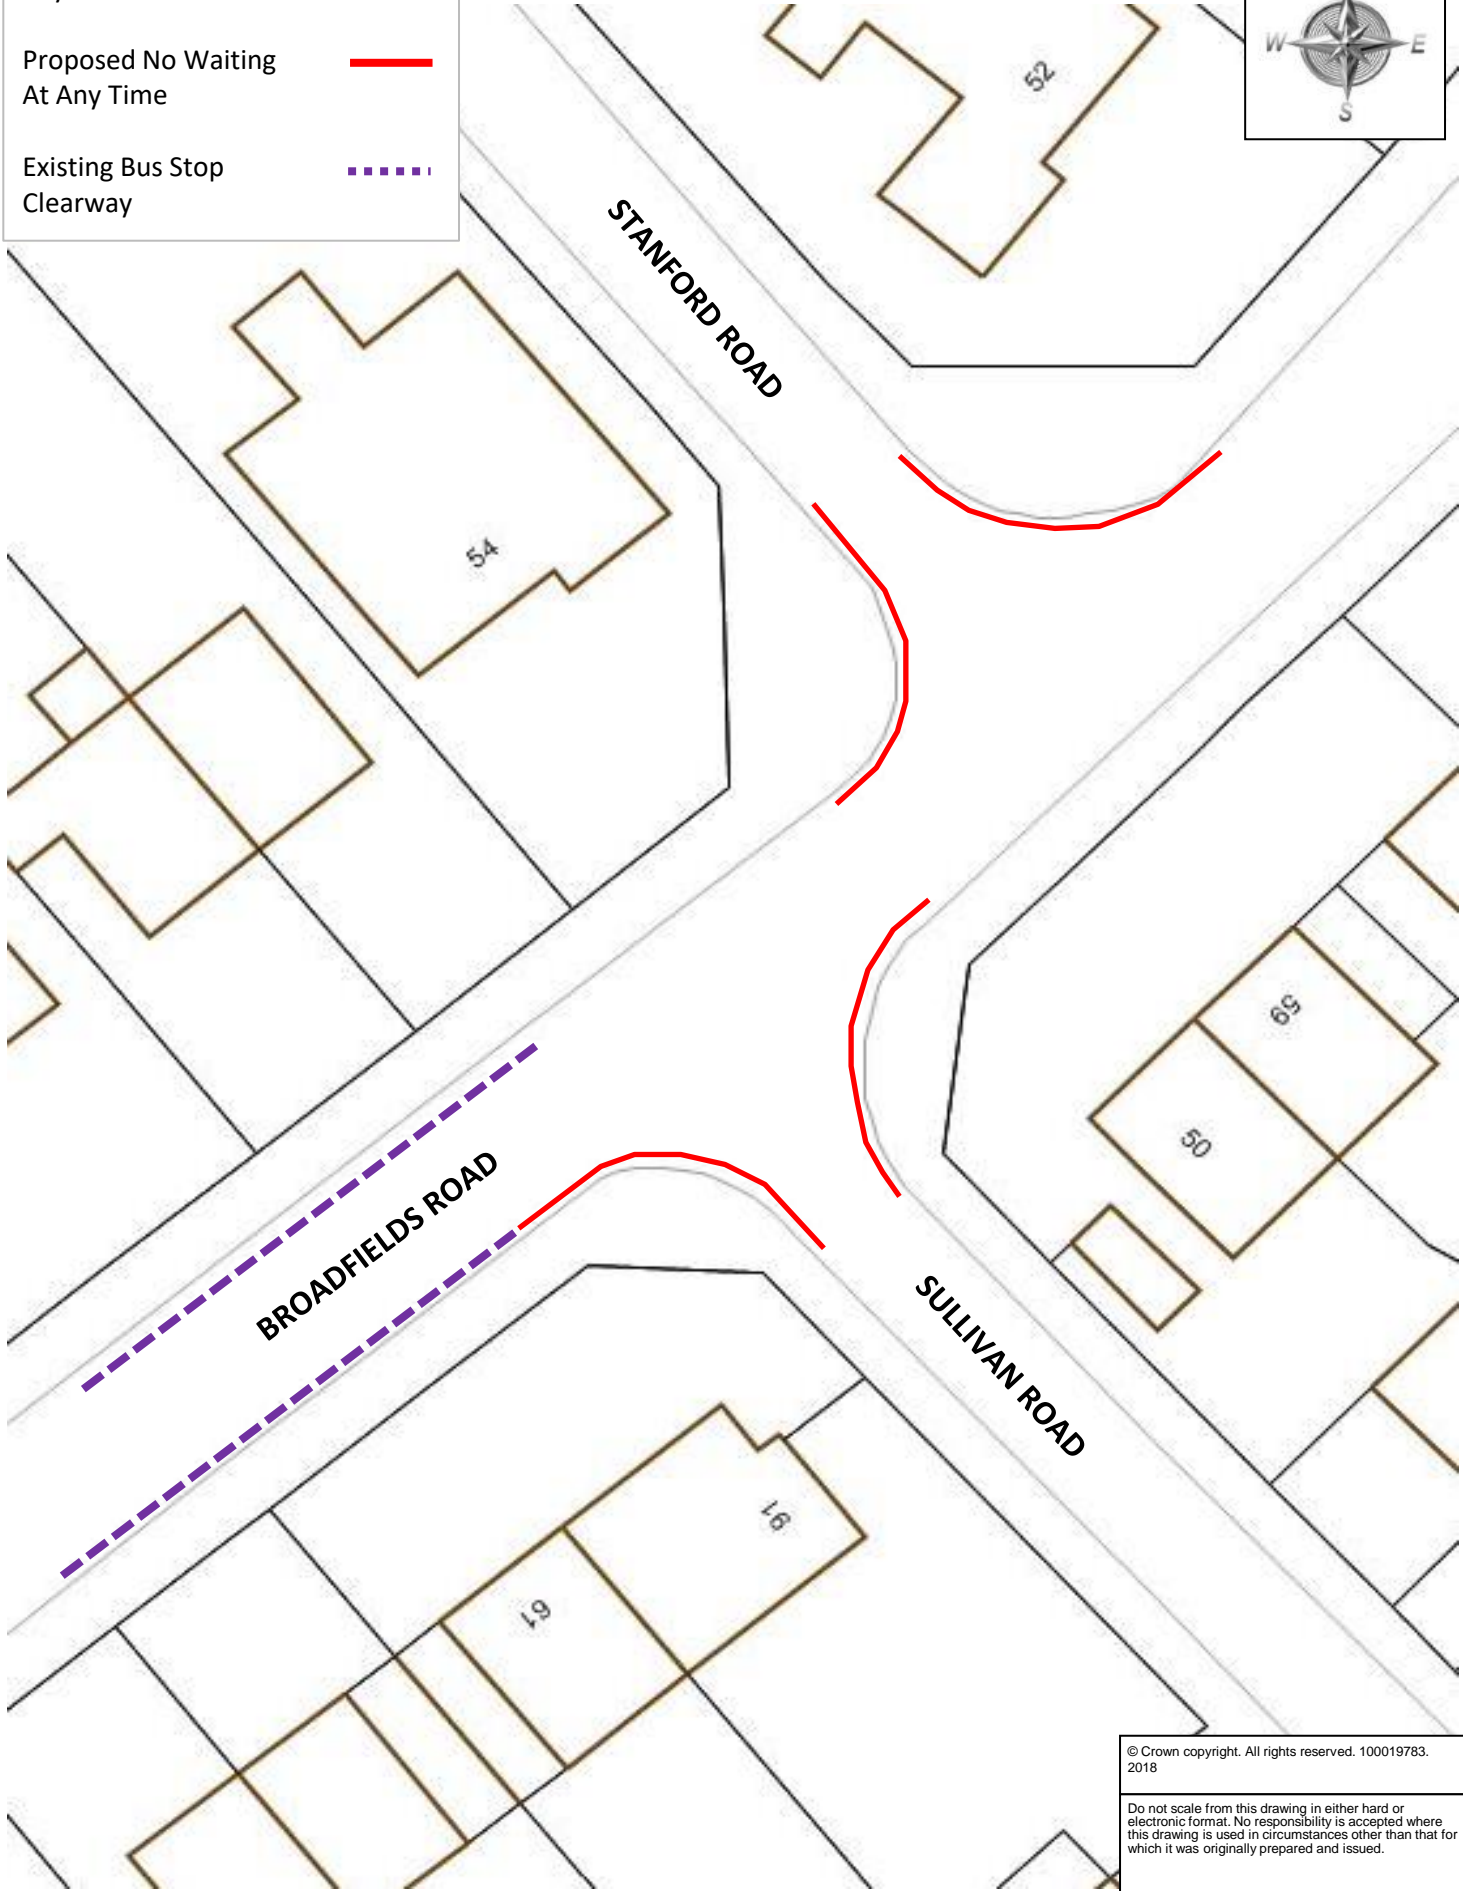 Proposed No Waiting
At Any Time
Existing Bus Stop
Clearway
W
E
S
52
STANFORD ROAD
54
59
50
BROADFIELDS ROAD
SULLIVAN ROAD
91
61
© Crown copyright. All rights reserved. 100019783.
2018
Do not scale from this drawing in either hard or
electronic format. No responsibility is accepted where
this drawing is used in circumstances other than that for
which it was originally prepared and issued.